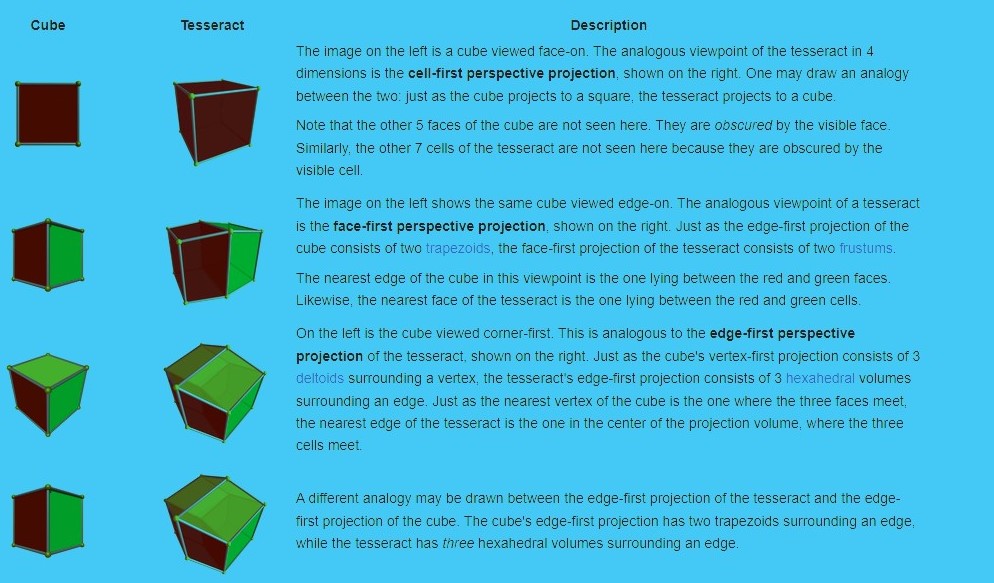 Cube Tesseract Description
The image on the left is a cube viewed face-on. The analogous viewpoint of the tesseract in 4
dimensions is the cell-first perspective projection, shown on the right. One may draw an analogy
between the two: just as the cube projects to a square, the tesseract projects to a cube.
Note that the other 5 faces of the cube are not seen here. They are obscured by the visible face.
Similarly, the other 7 cells of the tesseract are not seen here because they are obscured by the
visible cell.
The image on the left shows the same cube viewed edge-on. The analogous viewpoint of a tesseract
is the face-first perspective projection, shown on the right. Just as the edge-first projection of the
cube consists of two trapezoids, the face-first projection of the tesseract consists of two frustums.
The nearest edge of the cube in this viewpoint is the one lying between the red and green faces.
Likewise, the nearest face of the tesseract is the one lying between the red and green cells.
On the left is the cube viewed corner-first. This is analogous to the edge-first perspective
projection of the tesseract, shown on the right. Just as the cube's vertex-first projection consists of 3
deltoids surrounding a vertex, the tesseract's edge-first projection consists of 3 hexahedral volumes
surrounding an edge. Just as the nearest vertex of the cube is the one where the three faces meet,
the nearest edge of the tesseract is the one in the center of the projection volume, where the three
cells meet.
A different analogy may be drawn between the edge-first projection of the tesseract and the edge-
first projection of the cube. The cube's edge-first projection has two trapezoids surrounding an edge,
while the tesseract has three hexahedral volumes surrounding an edge.